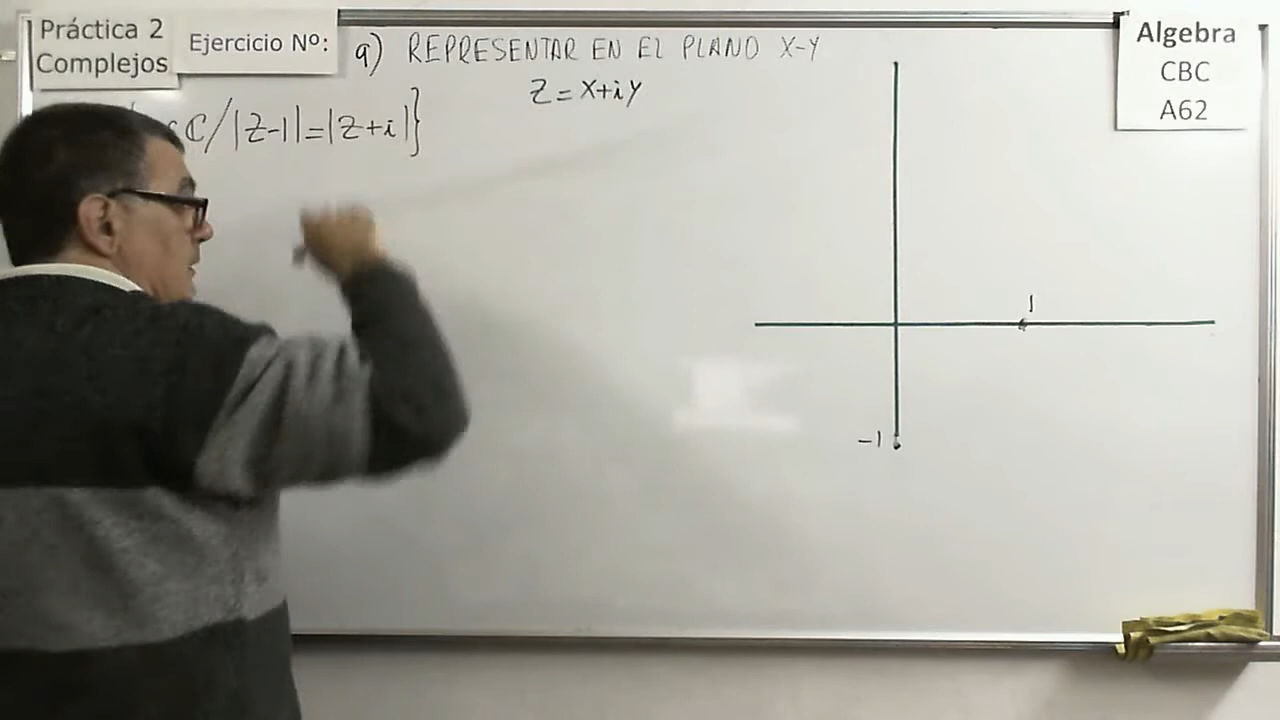 Práctica 2
Complejos
Ejercicio Nº:
a) REPRESENTAR EN EL PLANO X-Y
Z = X+iY
ℂ/|Z-1|=|Z+i|}
Algebra
CBC
A62
1
-1